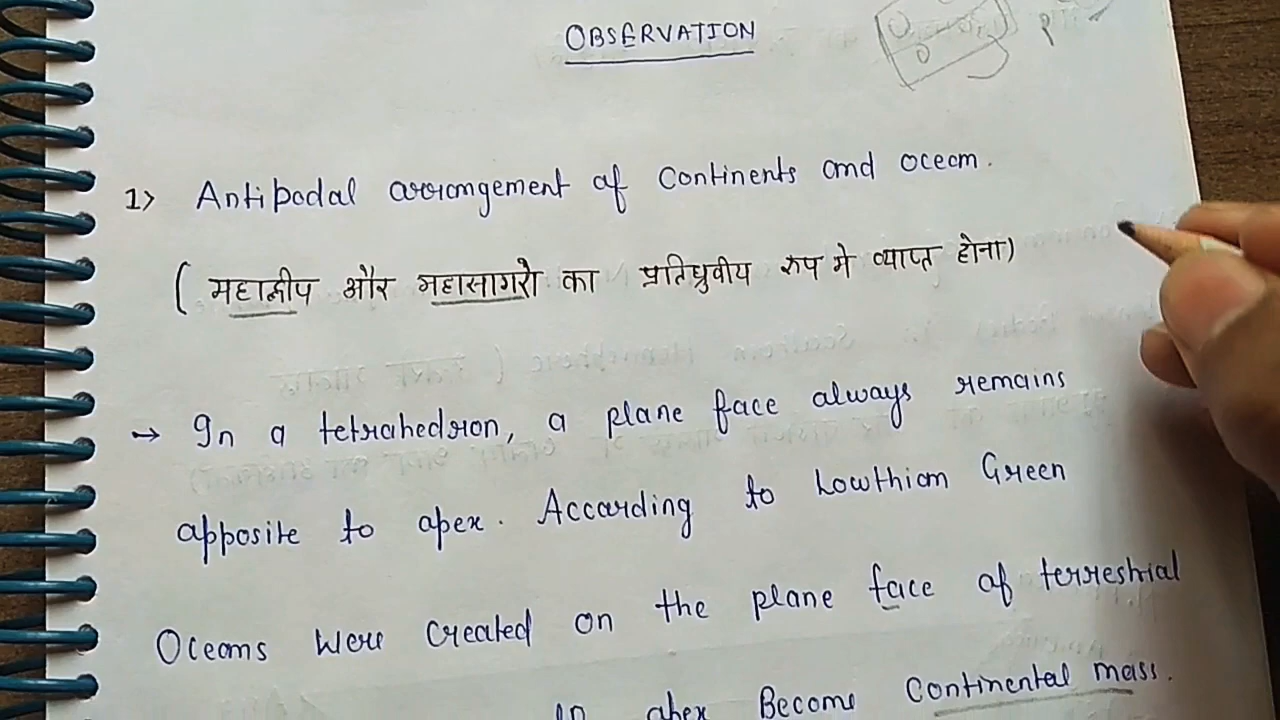 OBSERVATION
1> Antipodal arrangement of Continents and ocean.
( महाद्वीप और महासागरो का प्रतिध्रुवीय रुप मे व्याप्त होना)
→ In a tetrahedron, a plane face always remains
opposite to apex. According to Lowthian Green
Oceans were created on the plane face of terrestrial
apex Become Continental mass.